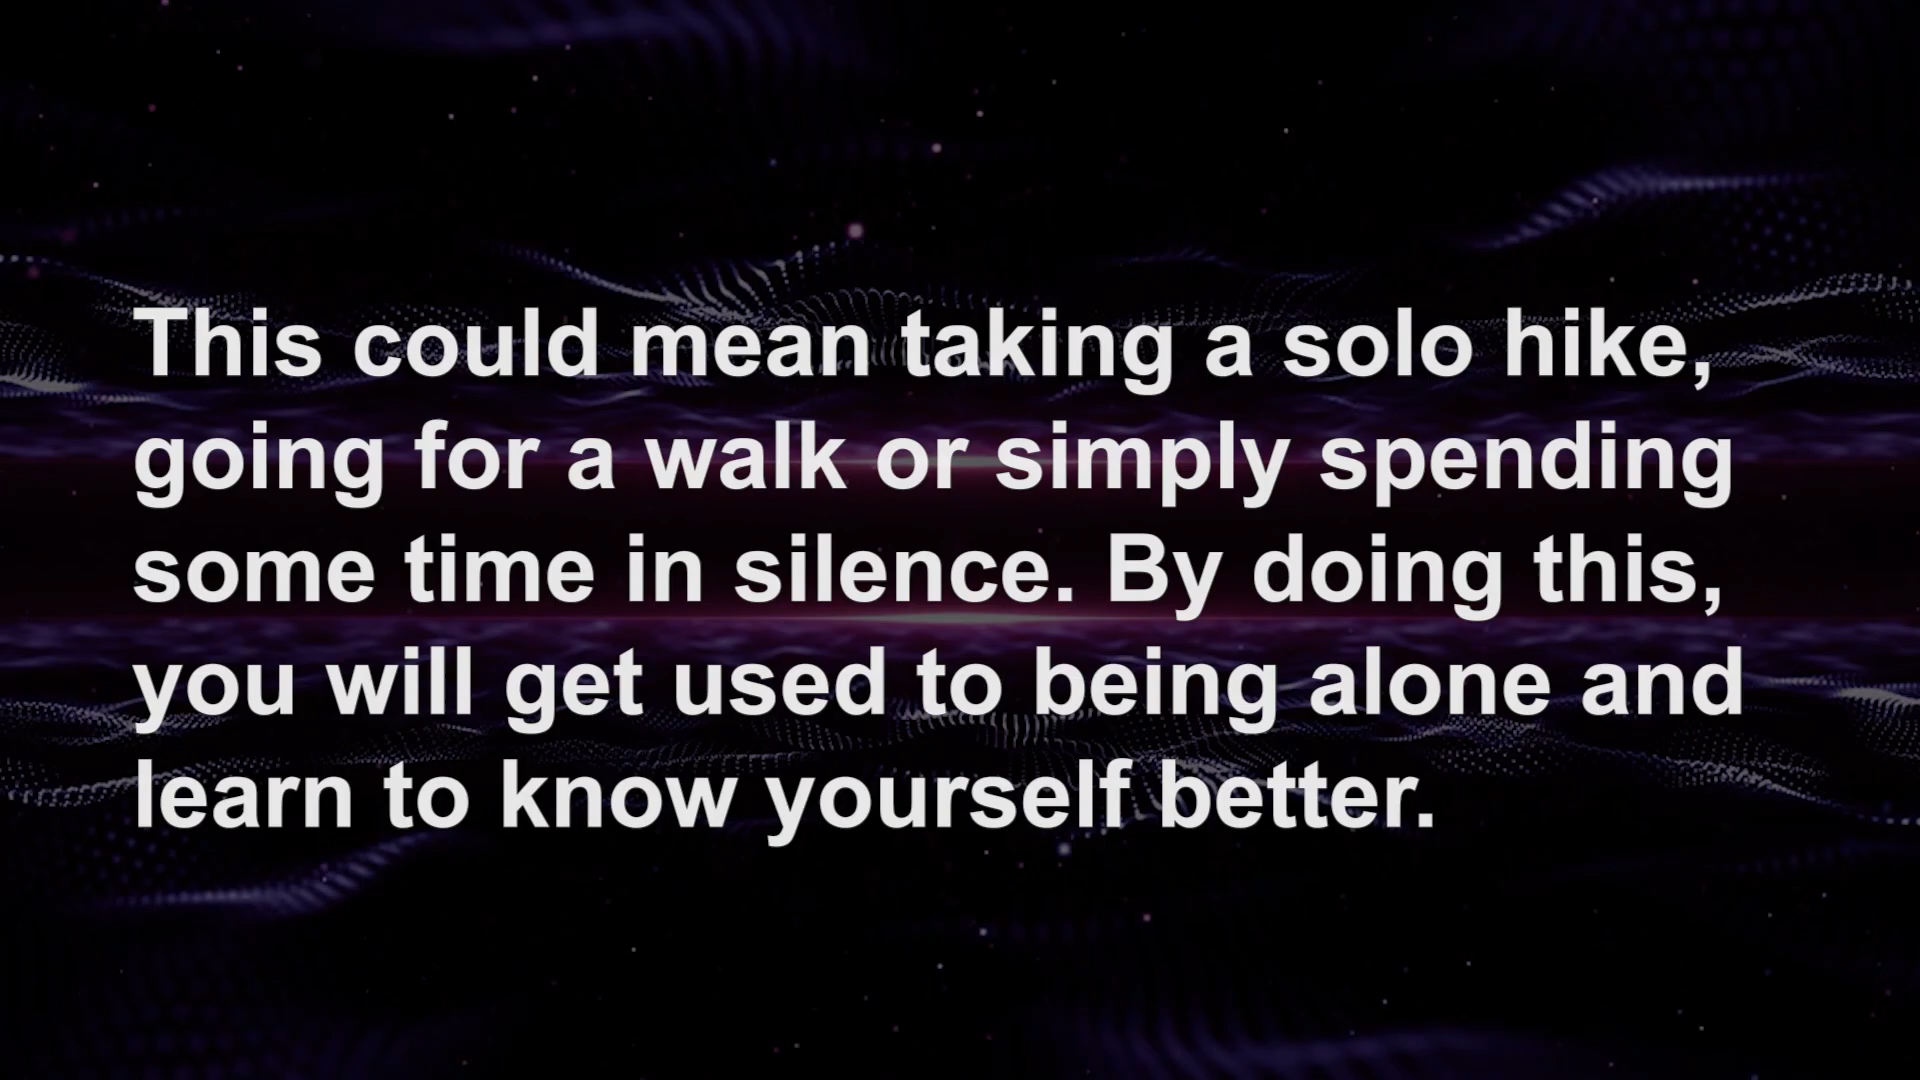 This could mean taking a solo hike,
going for a walk or simply spending
some time in silence. By doing this,
you will get used to being alone and
learn to know yourself better.